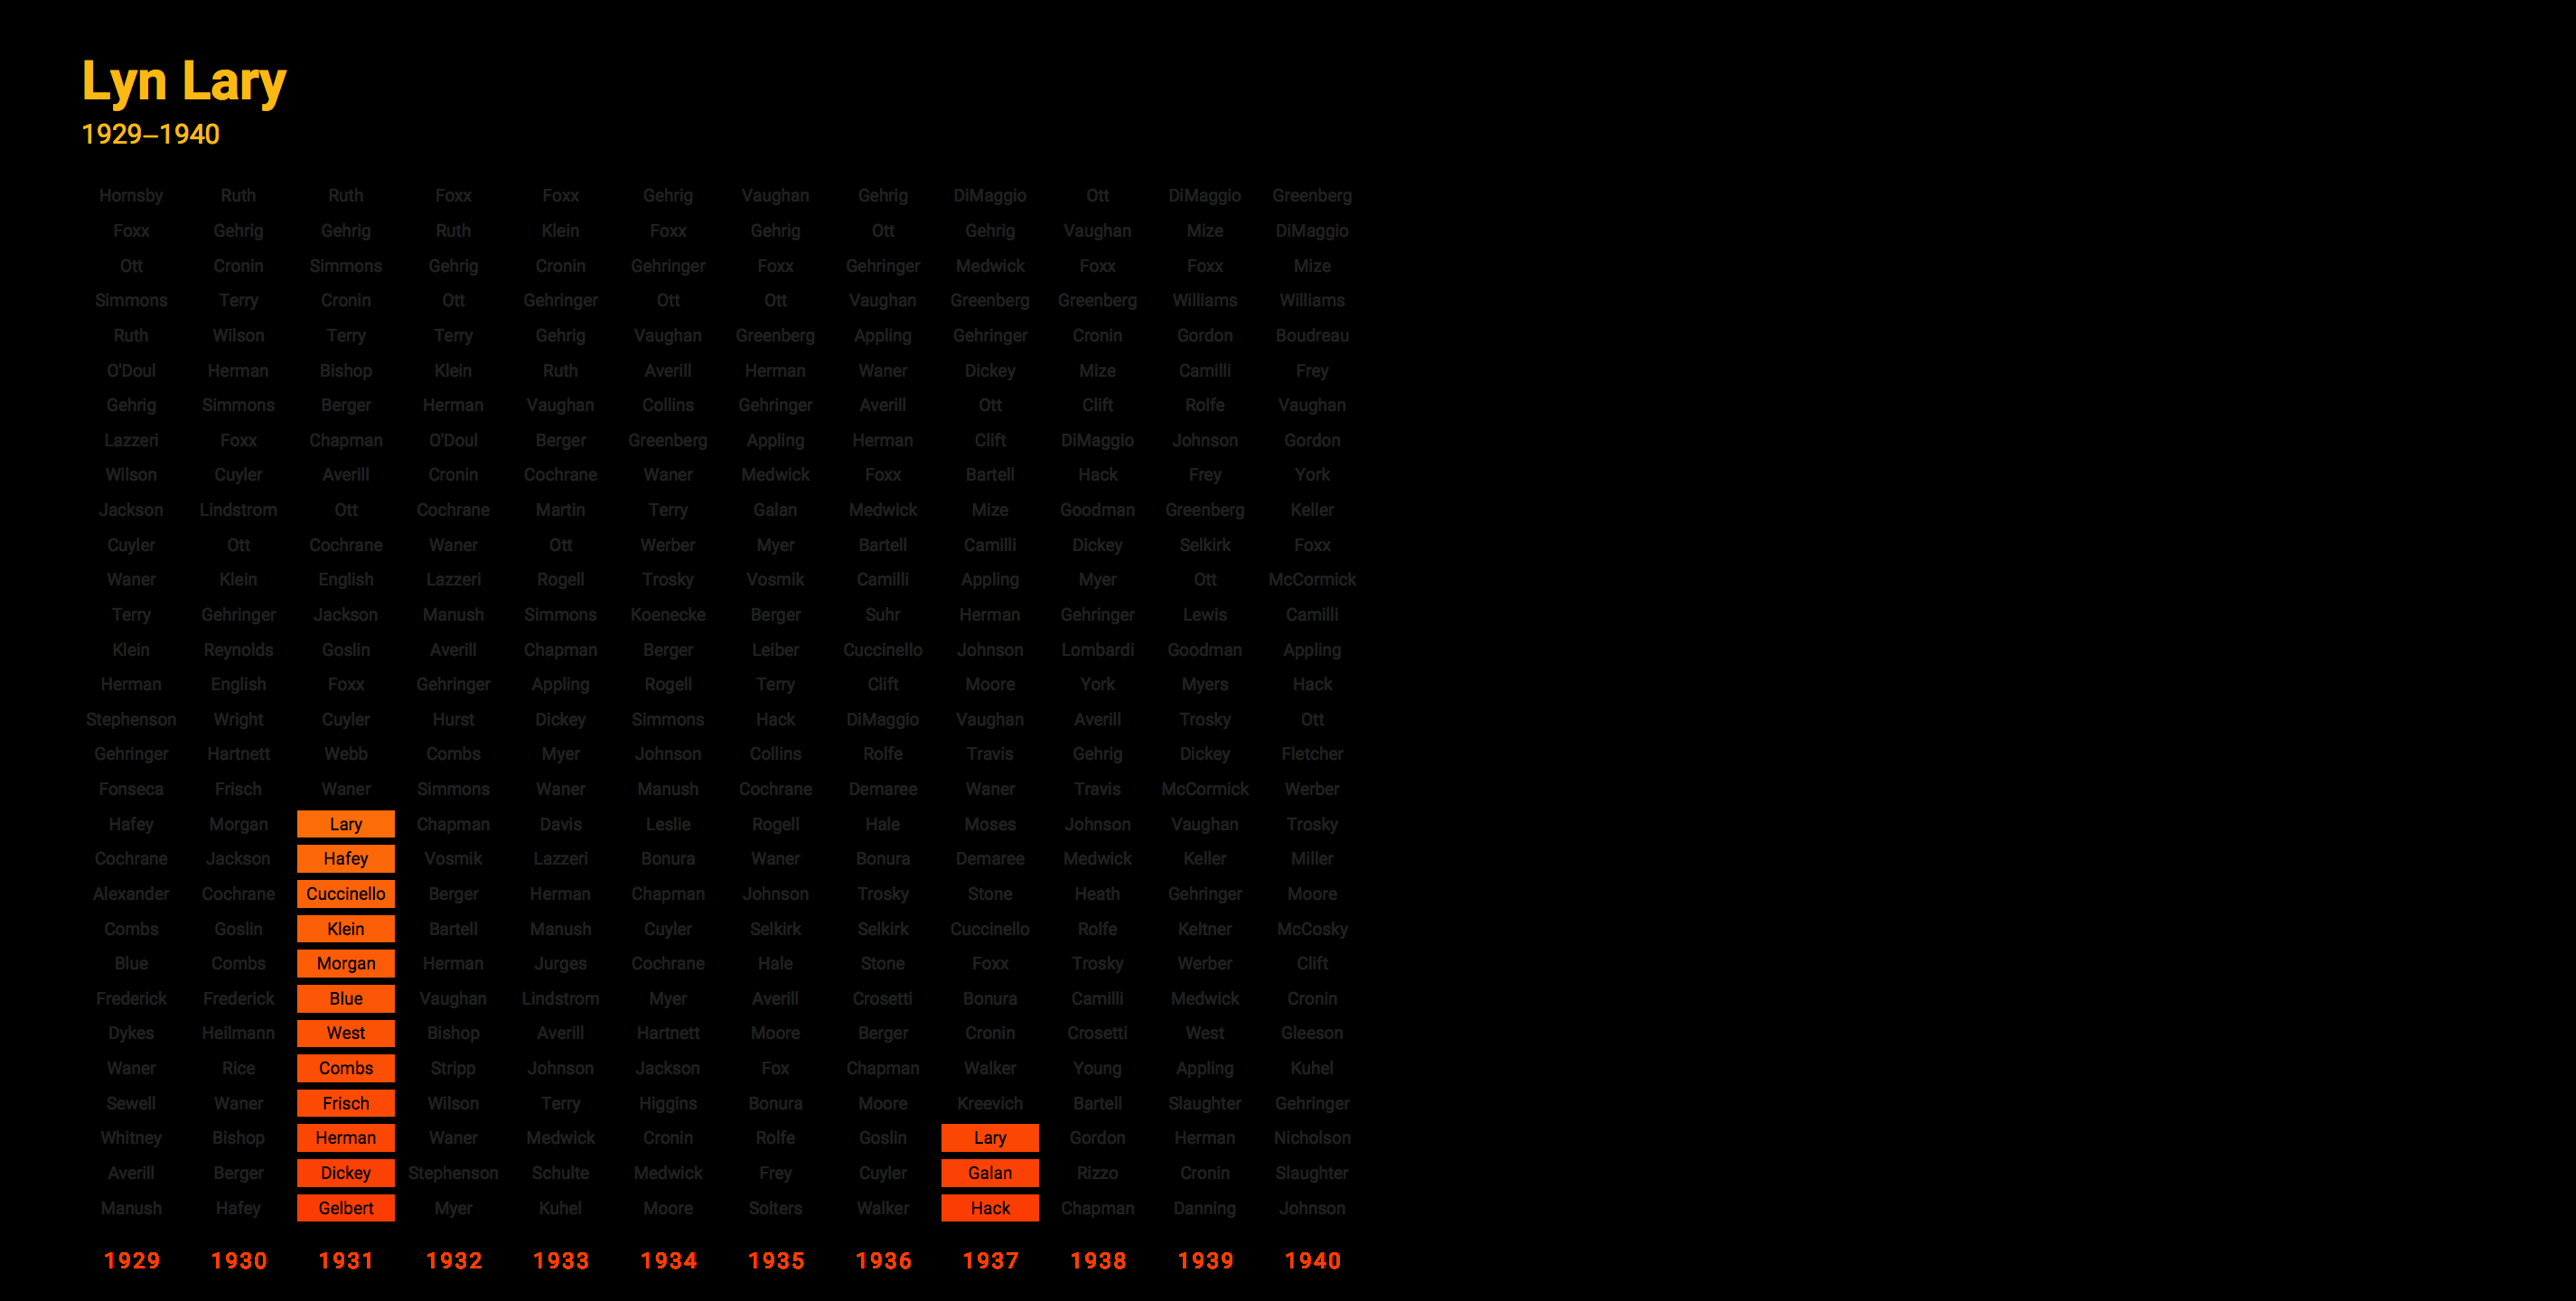 Lyn Lary
1929–1940
Hornsby Ruth Ruth Foxx Foxx Gehrig Vaughan Gehrig DiMaggio Ott DiMaggio Greenberg
Foxx Gehrig Gehrig Ruth Klein Foxx Gehrig Ott Gehrig Vaughan Mize DiMaggio
Ott Cronin Simmons Gehrig Cronin Gehringer Foxx Gehringer Medwick Foxx Foxx Mize
Simmons Terry Cronin Ott Gehringer Ott Ott Vaughan Greenberg Greenberg Williams Williams
Ruth Wilson Terry Terry Gehrig Vaughan Greenberg Appling Gehringer Cronin Gordon Boudreau
O'Doul Herman Bishop Klein Ruth Averill Herman Waner Dickey Mize Camilli Frey
Gehrig Simmons Berger Herman Vaughan Collins Gehringer Averill Ott Clift Rolfe Vaughan
Lazzeri Foxx Chapman O'Doul Berger Greenberg Appling Herman Clift DiMaggio Johnson Gordon
Wilson Cuyler Averill Cronin Cochrane Waner Medwick Foxx Bartell Hack Frey York
Jackson Lindstrom Ott Cochrane Martin Terry Galan Medwick Mize Goodman Greenberg Keller
Cuyler Ott Cochrane Waner Ott Werber Myer Bartell Camilli Dickey Selkirk Foxx
Waner Klein English Lazzeri Rogell Trosky Vosmik Camilli Appling Myer Ott McCormick
Terry Gehringer Jackson Manush Simmons Koenecke Berger Suhr Herman Gehringer Lewis Camilli
Klein Reynolds Goslin Averill Chapman Berger Leiber Cuccinello Johnson Lombardi Goodman Appling
Herman English Foxx Gehringer Appling Rogell Terry Clift Moore York Myers Hack
Stephenson Wright Cuyler Hurst Dickey Simmons Hack DiMaggio Vaughan Averill Trosky Ott
Gehringer Hartnett Webb Combs Myer Johnson Collins Rolfe Travis Gehrig Dickey Fletcher
Fonseca Frisch Waner Simmons Waner Manush Cochrane Demaree Waner Travis McCormick Werber
Hafey Morgan Lary Chapman Davis Leslie Rogell Hale Moses Johnson Vaughan Trosky
Cochrane Jackson Hafey Vosmik Lazzeri Bonura Waner Bonura Demaree Medwick Keller Miller
Alexander Cochrane Cuccinello Berger Herman Chapman Johnson Trosky Stone Heath Gehringer Moore
Combs Goslin Klein Bartell Manush Cuyler Selkirk Selkirk Cuccinello Rolfe Keltner McCosky
Blue Combs Morgan Herman Jurges Cochrane Hale Stone Foxx Trosky Werber Clift
Frederick Frederick Blue Vaughan Lindstrom Myer Averill Crosetti Bonura Camilli Medwick Cronin
Dykes Heilmann West Bishop Averill Hartnett Moore Berger Cronin Crosetti West Gleeson
Waner Rice Combs Stripp Johnson Jackson Fox Chapman Walker Young Appling Kuhel
Sewell Waner Frisch Wilson Terry Higgins Bonura Moore Kreevich Bartell Slaughter Gehringer
Whitney Bishop Herman Waner Medwick Cronin Rolfe Goslin Lary Gordon Herman Nicholson
Averill Berger Dickey Stephenson Schulte Medwick Frey Cuyler Galan Rizzo Cronin Slaughter
Manush Hafey Gelbert Myer Kuhel Moore Solters Walker Hack Chapman Danning Johnson
1929 1930 1931 1932 1933 1934 1935 1936 1937 1938 1939 1940